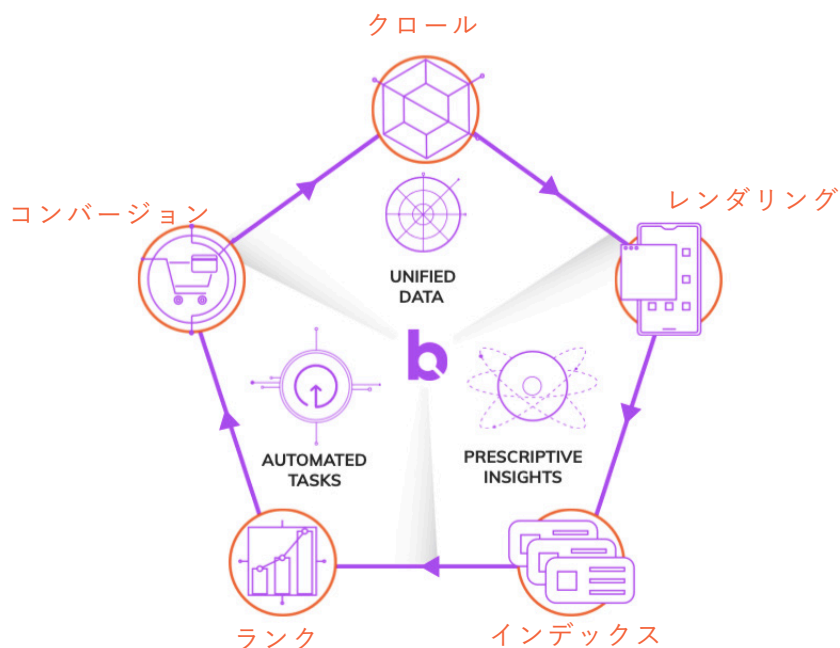 クロール
コンバージョン
レンダリング
UNIFIED
DATA
b
AUTOMATED
TASKS
PRESCRIPTIVE
INSIGHTS
ランク
インデックス